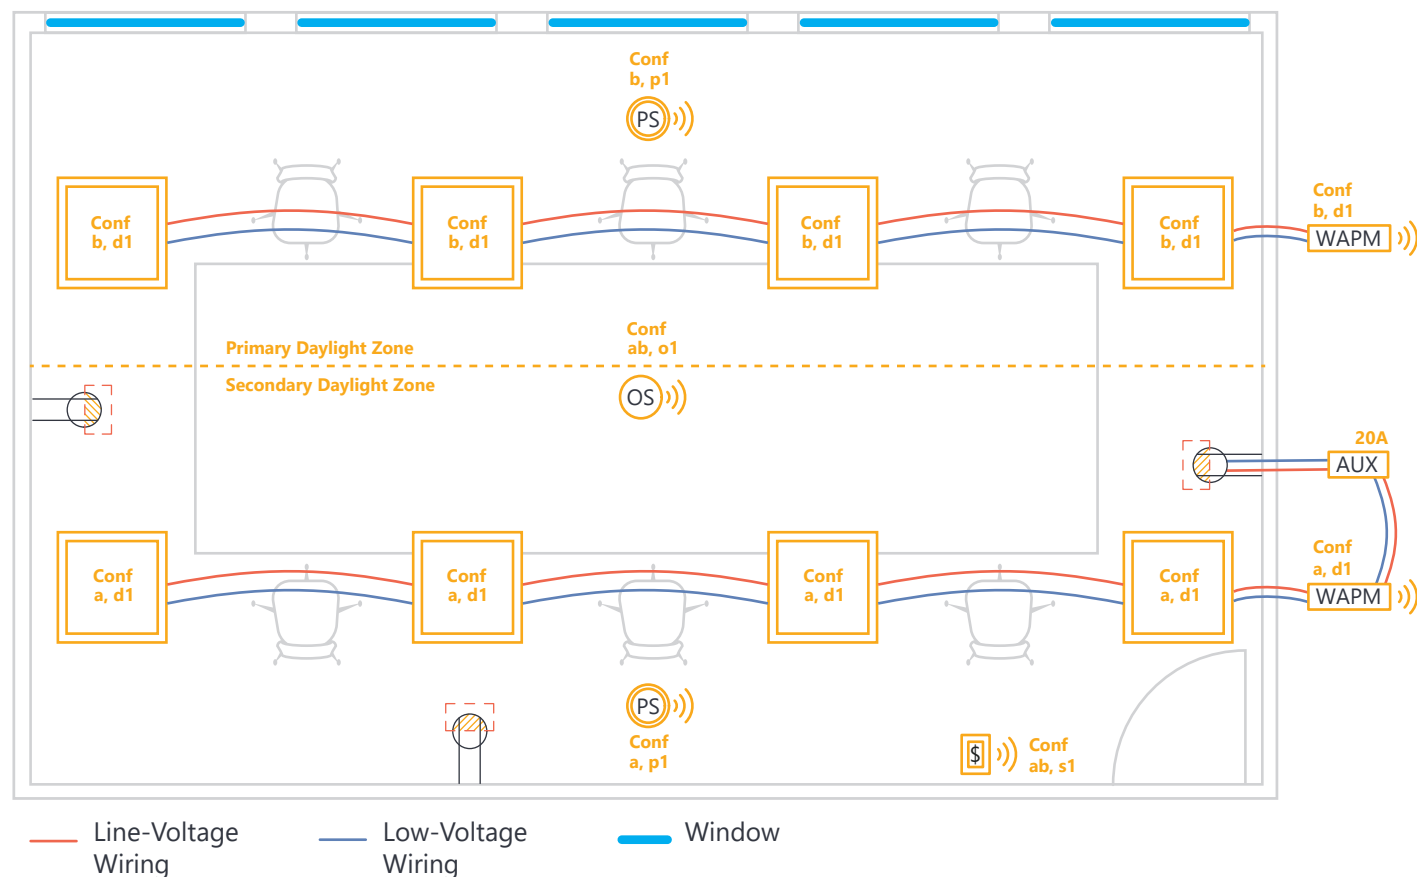 Conf
b, p1
PS
Conf
b, d1
Conf
b, d1
Conf
b, d1
Conf
b, d1
Conf
b, d1
WAPM
Primary Daylight Zone
Conf
ab, o1
Secondary Daylight Zone
OS
20A
AUX
Conf
a, d1
Conf
a, d1
Conf
a, d1
Conf
a, d1
Conf
a, d1
WAPM
PS
Conf
a, p1
$
Conf
ab, s1
Line-Voltage
Wiring
Low-Voltage
Wiring
Window